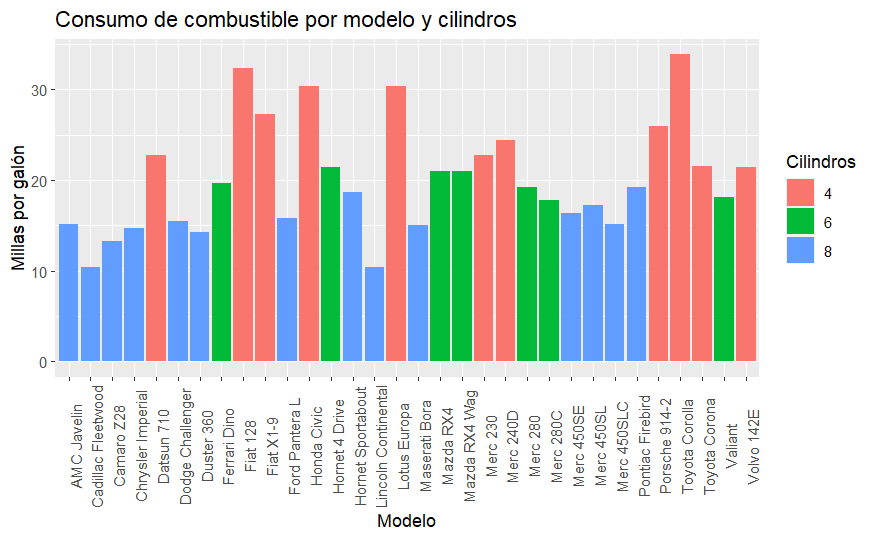 Consumo de combustible por modelo y cilindros
Millas por galón
30
20
10
0
AMC Javelin
Cadillac Fleetwood
Camaro Z28
Chrysler Imperial
Datsun 710
Dodge Challenger
Duster 360
Ferrari Dino
Fiat 128
Fiat X1-9
Ford Pantera L
Honda Civic
Hornet 4 Drive
Hornet Sportabout
Lincoln Continental
Lotus Europa
Maserati Bora
Mazda RX4
Mazda RX4 Wag
Merc 230
Merc 240D
Merc 280
Merc 280C
Merc 450SE
Merc 450SL
Merc 450SLC
Pontiac Firebird
Porsche 914-2
Toyota Corolla
Toyota Corona
Valiant
Volvo 142E
Modelo
Cilindros
4
6
8